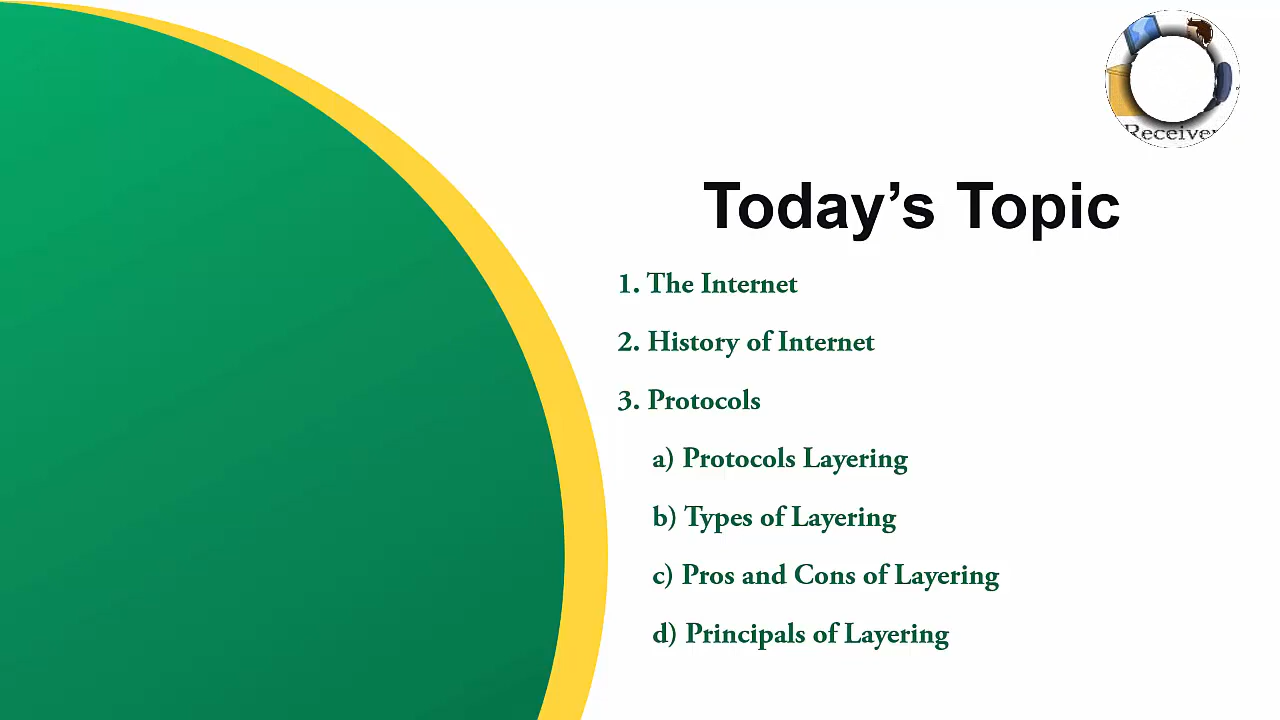 Receiver
Today’s Topic
1. The Internet
2. History of Internet
3. Protocols
a) Protocols Layering
b) Types of Layering
c) Pros and Cons of Layering
d) Principals of Layering